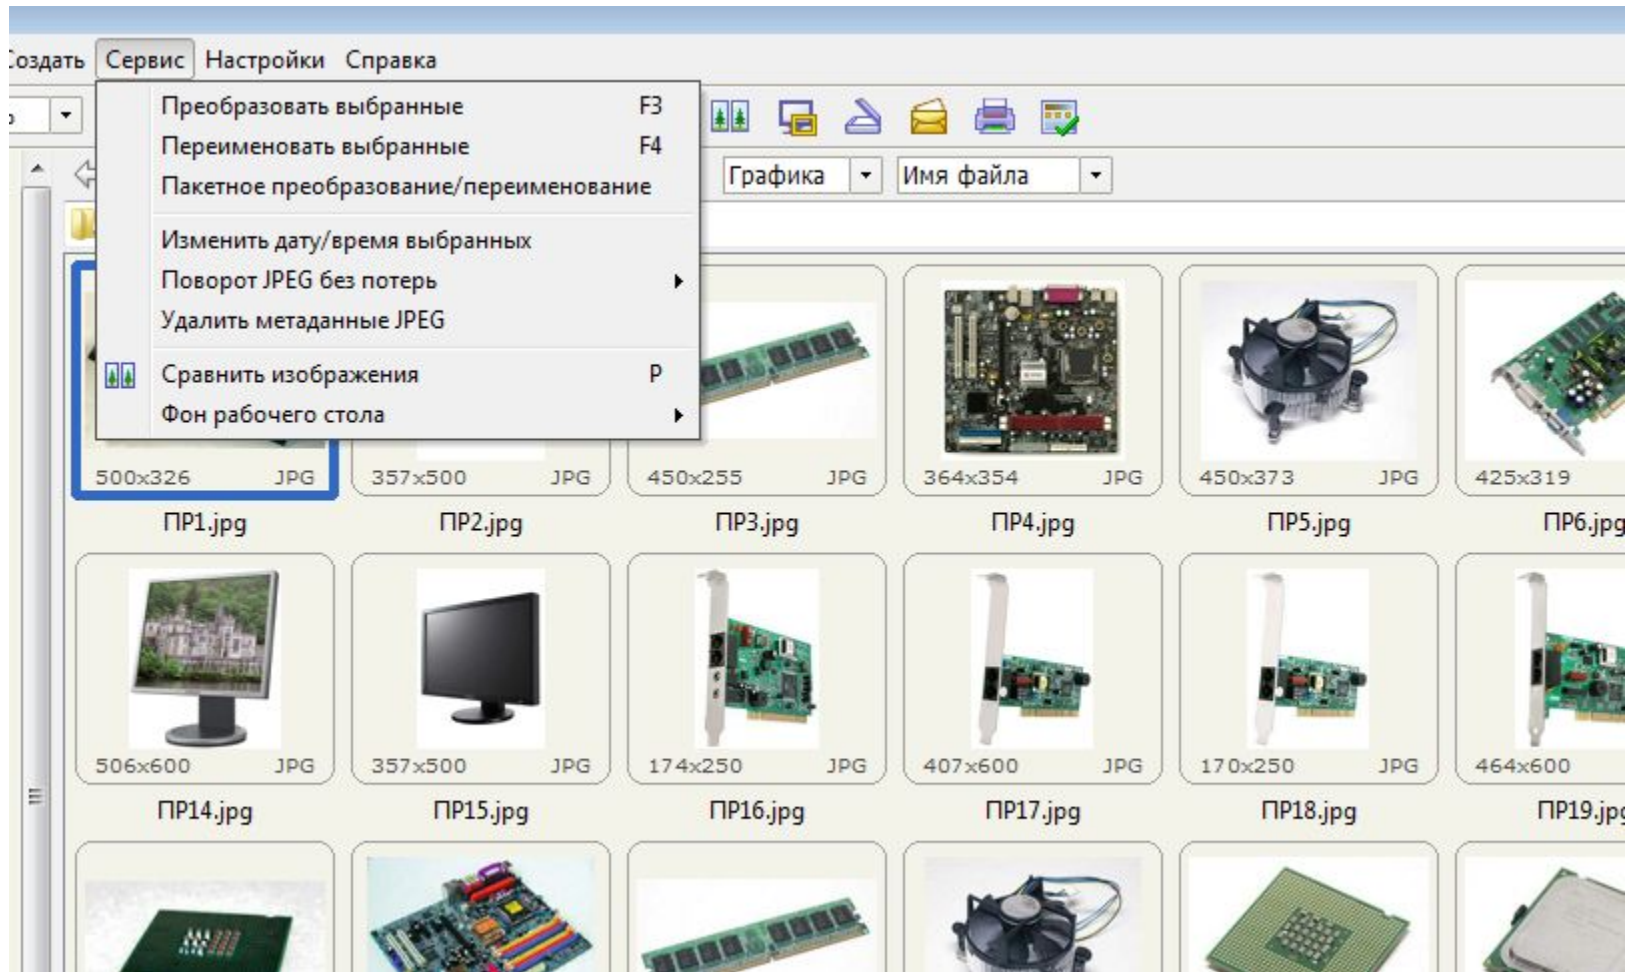 Создать Сервис Настройки Справка
Преобразовать выбранные F3
Переименовать выбранные F4
Пакетное преобразование/переименование
Графика Имя файла
Изменить дату/время выбранных
Поворот JPEG без потерь
Удалить метаданные JPEG
Сравнить изображения P
Фон рабочего стола
500x326 JPG 357x500 JPG 450x255 JPG 364x354 JPG 450x373 JPG 425x319
ПР1.jpg ПР2.jpg ПР3.jpg ПР4.jpg ПР5.jpg ПР6.jpg
506x600 JPG 357x500 JPG 174x250 JPG 407x600 JPG 170x250 JPG 464x600
ПР14.jpg ПР15.jpg ПР16.jpg ПР17.jpg ПР18.jpg ПР19.jpg